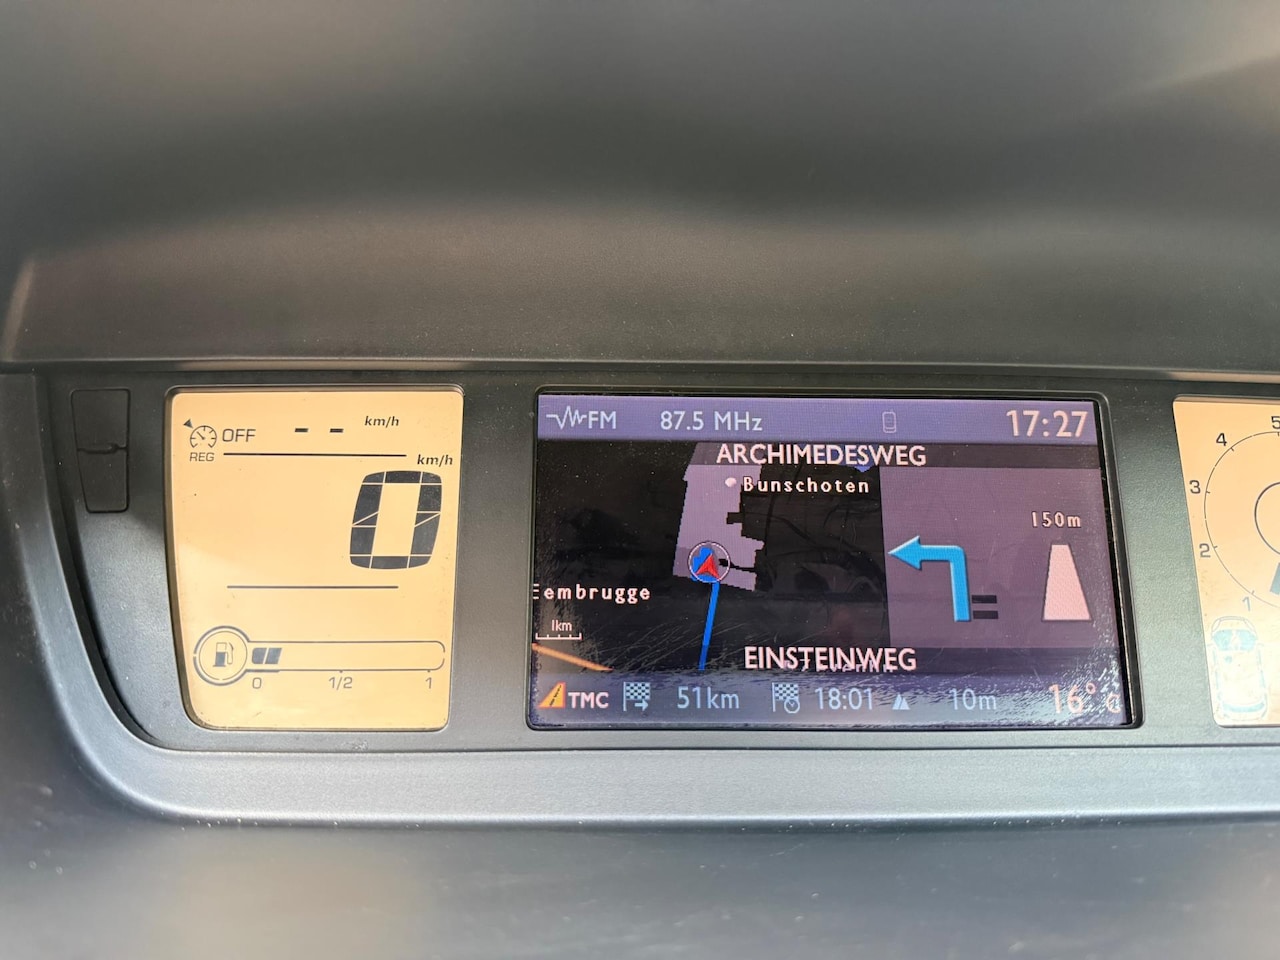 OFF -- km/h
REG
km/h
0
0 1/2 1
FM 87.5 MHz 17:27
ARCHIMEDESWEG
Bunschoten
150m
Eembrugge
1km
EINSTEINWEG
TMC 51km 18:01 10m 16°C
5
4
3
2
1